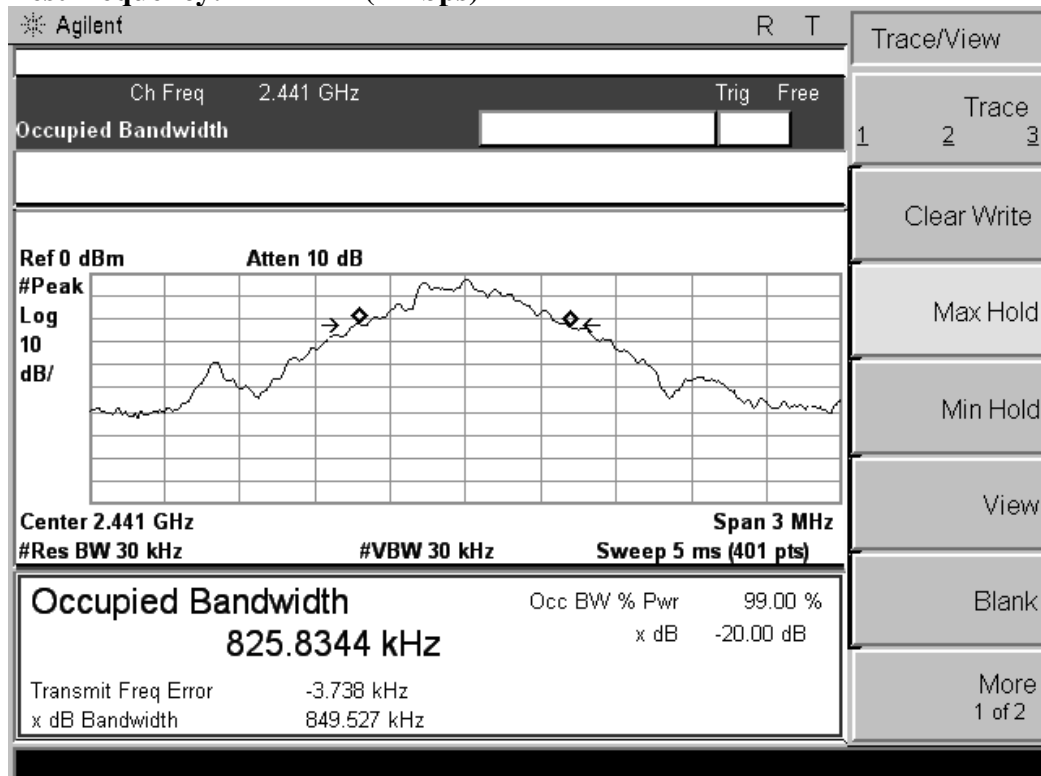 Agilent R T
Trace/View
Ch Freq 2.441 GHz Trig Free
Occupied Bandwidth
Trace
1 2 3
Clear Write
Ref 0 dBm Atten 10 dB
#Peak
Log
10
dB/
Max Hold
Min Hold
Center 2.441 GHz Span 3 MHz
#Res BW 30 kHz #VBW 30 kHz Sweep 5 ms (401 pts)
View
Occupied Bandwidth
825.8344 kHz
Occ BW % Pwr 99.00 %
x dB -20.00 dB
Transmit Freq Error -3.738 kHz
x dB Bandwidth 849.527 kHz
Blank
More
1 of 2